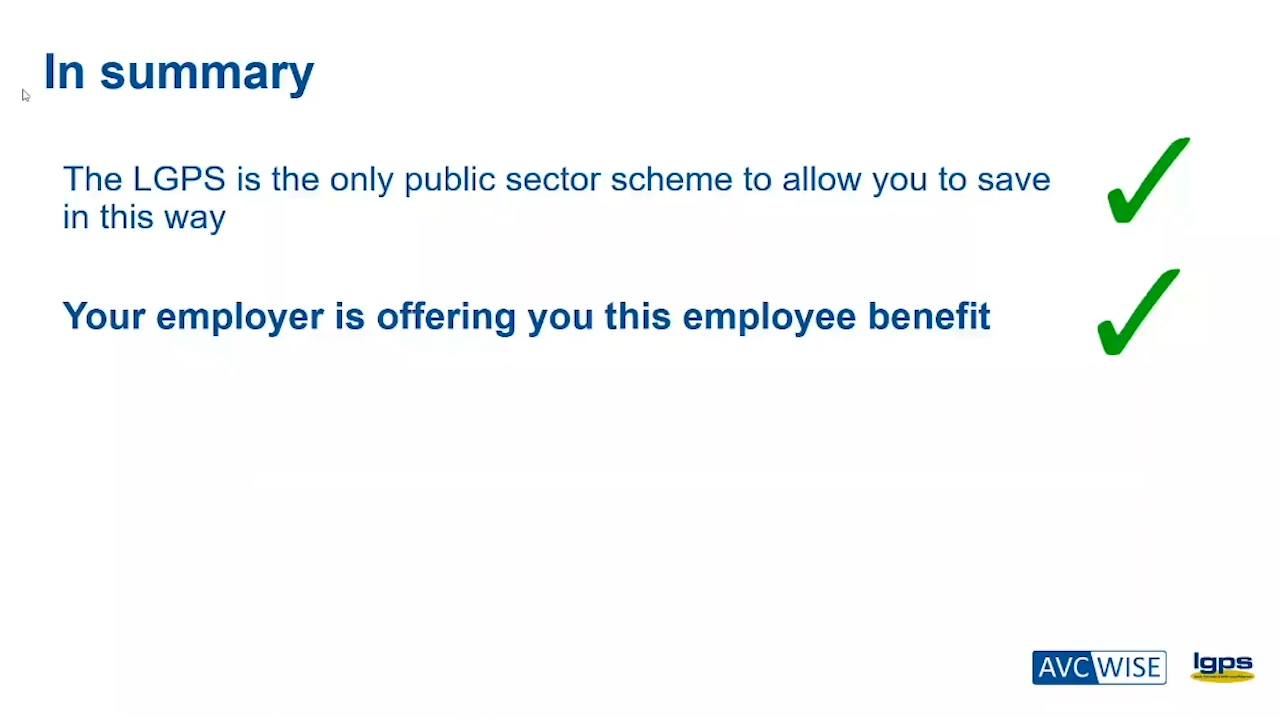 In summary
The LGPS is the only public sector scheme to allow you to save
in this way
Your employer is offering you this employee benefit
AVC WISE
lgps